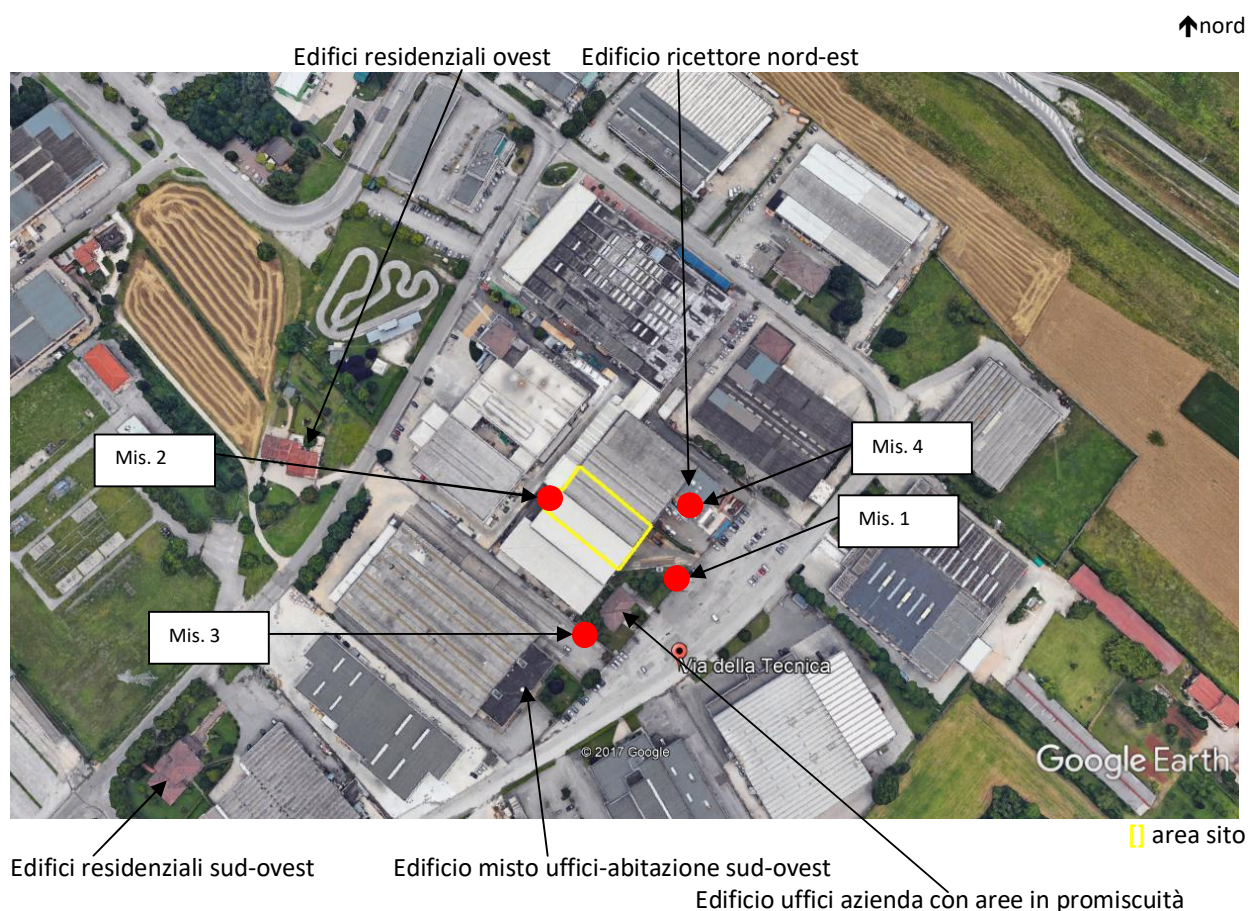 ↑nord
Edifici residenziali ovest
Edificio ricettore nord-est
Mis. 2
Mis. 4
Mis. 1
Mis. 3
Via della Tecnica
© 2017 Google
Google Earth
[] area sito
Edifici residenziali sud-ovest
Edificio misto uffici-abitazione sud-ovest
Edificio uffici azienda con aree in promiscuità